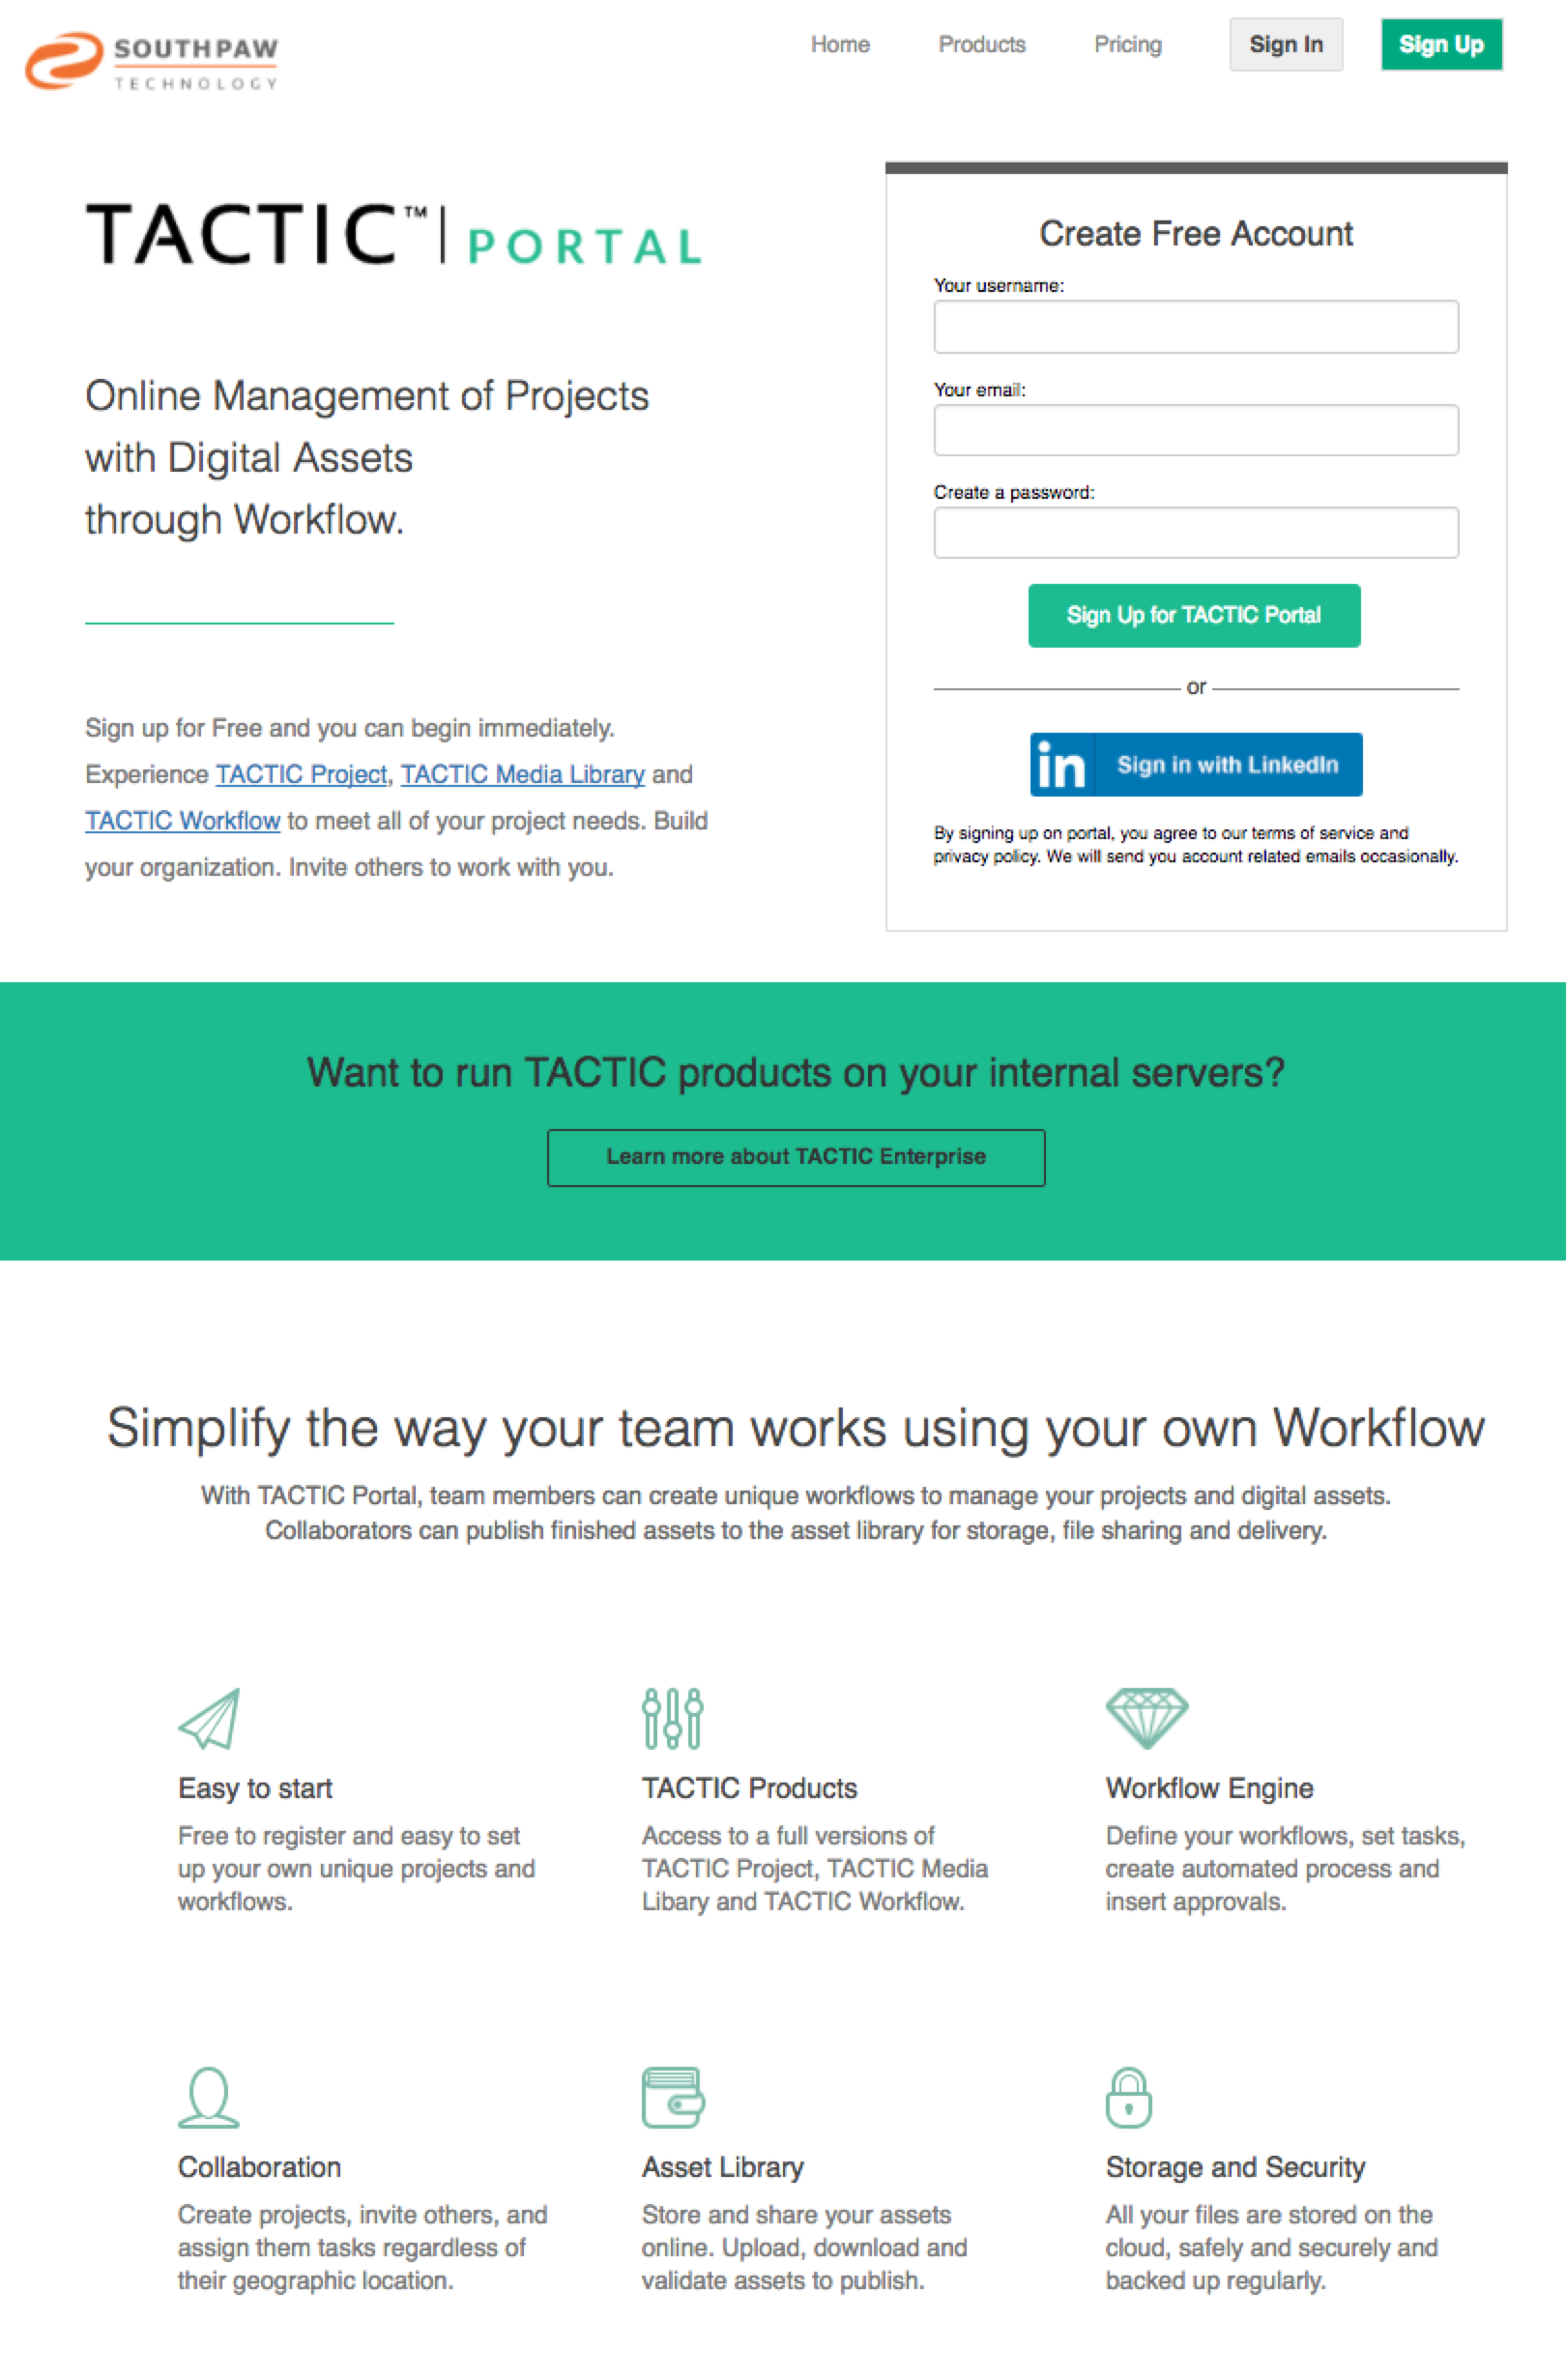 SOUTHPAW
TECHNOLOGY
Home Products Pricing Sign In Sign Up
TACTIC™ | PORTAL
Online Management of Projects
with Digital Assets
through Workflow.
Sign up for Free and you can begin immediately.
Experience TACTIC Project, TACTIC Media Library and
TACTIC Workflow to meet all of your project needs. Build
your organization. Invite others to work with you.
Create Free Account
Your username:
Your email:
Create a password:
Sign Up for TACTIC Portal
or
in Sign in with LinkedIn
By signing up on portal, you agree to our terms of service and
privacy policy. We will send you account related emails occasionally.
Want to run TACTIC products on your internal servers?
Learn more about TACTIC Enterprise
Simplify the way your team works using your own Workflow
With TACTIC Portal, team members can create unique workflows to manage your projects and digital assets.
Collaborators can publish finished assets to the asset library for storage, file sharing and delivery.
Easy to start
Free to register and easy to set
up your own unique projects and
workflows.
TACTIC Products
Access to a full versions of
TACTIC Project, TACTIC Media
Libary and TACTIC Workflow.
Workflow Engine
Define your workflows, set tasks,
create automated process and
insert approvals.
Collaboration
Create projects, invite others, and
assign them tasks regardless of
their geographic location.
Asset Library
Store and share your assets
online. Upload, download and
validate assets to publish.
Storage and Security
All your files are stored on the
cloud, safely and securely and
backed up regularly.